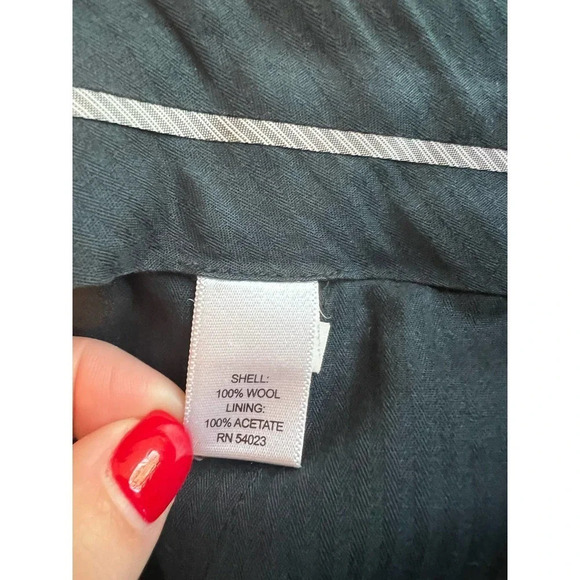 SHELL:
100% WOOL
LINING:
100% ACETATE
RN 54023